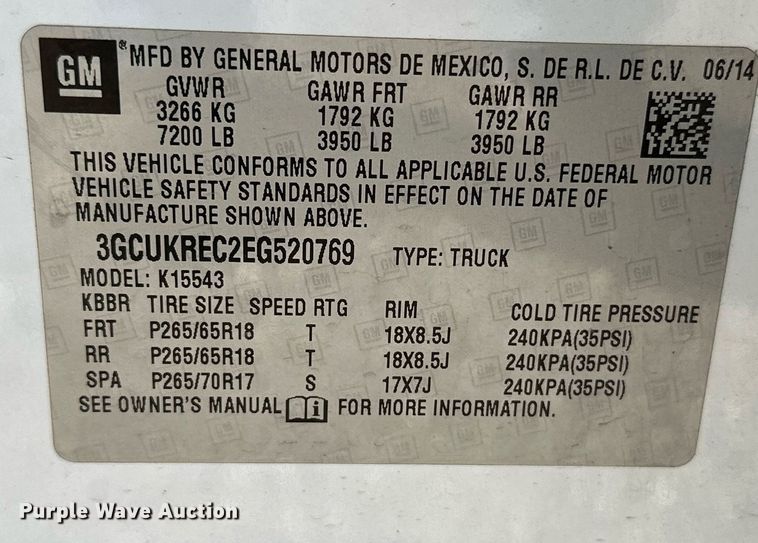 GM ® MFD BY GENERAL MOTORS DE MEXICO, S. DE R.L. DE C.V. 06/14
GVWR GAWR FRT GAWR RR
3266 KG 1792 KG 1792 KG
7200 LB 3950 LB 3950 LB
THIS VEHICLE CONFORMS TO ALL APPLICABLE U.S. FEDERAL MOTOR
VEHICLE SAFETY STANDARDS IN EFFECT ON THE DATE OF
MANUFACTURE SHOWN ABOVE.
3GCUKREC2EG520769 TYPE: TRUCK
MODEL: K15543
KBBR TIRE SIZE SPEED RTG RIM COLD TIRE PRESSURE
FRT P265/65R18 T 18X8.5J 240KPA(35PSI)
RR P265/65R18 T 18X8.5J 240KPA(35PSI)
SPA P265/70R17 S 17X7J 240KPA(35PSI)
SEE OWNER'S MANUAL FOR MORE INFORMATION.
Purple Wave Auction